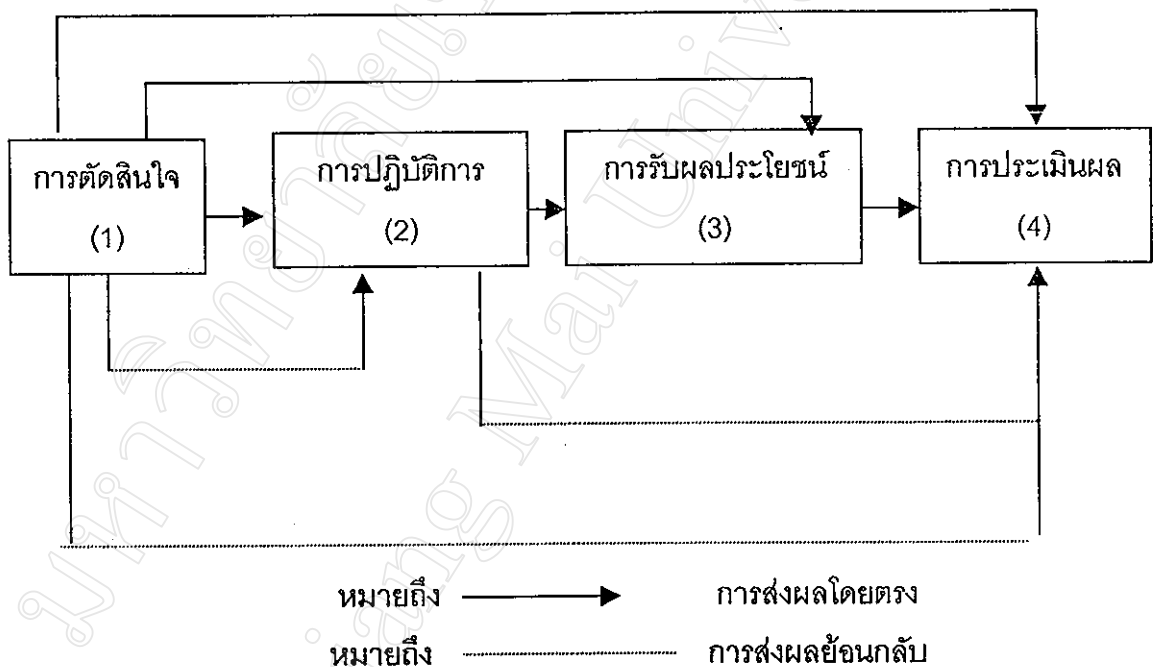 การตัดสินใจ
(1)
การปฏิบัติการ
(2)
การรับผลประโยชน์
(3)
การประเมินผล
(4)
หมายถึง การส่งผลโดยตรง
หมายถึง การส่งผลย้อนกลับ